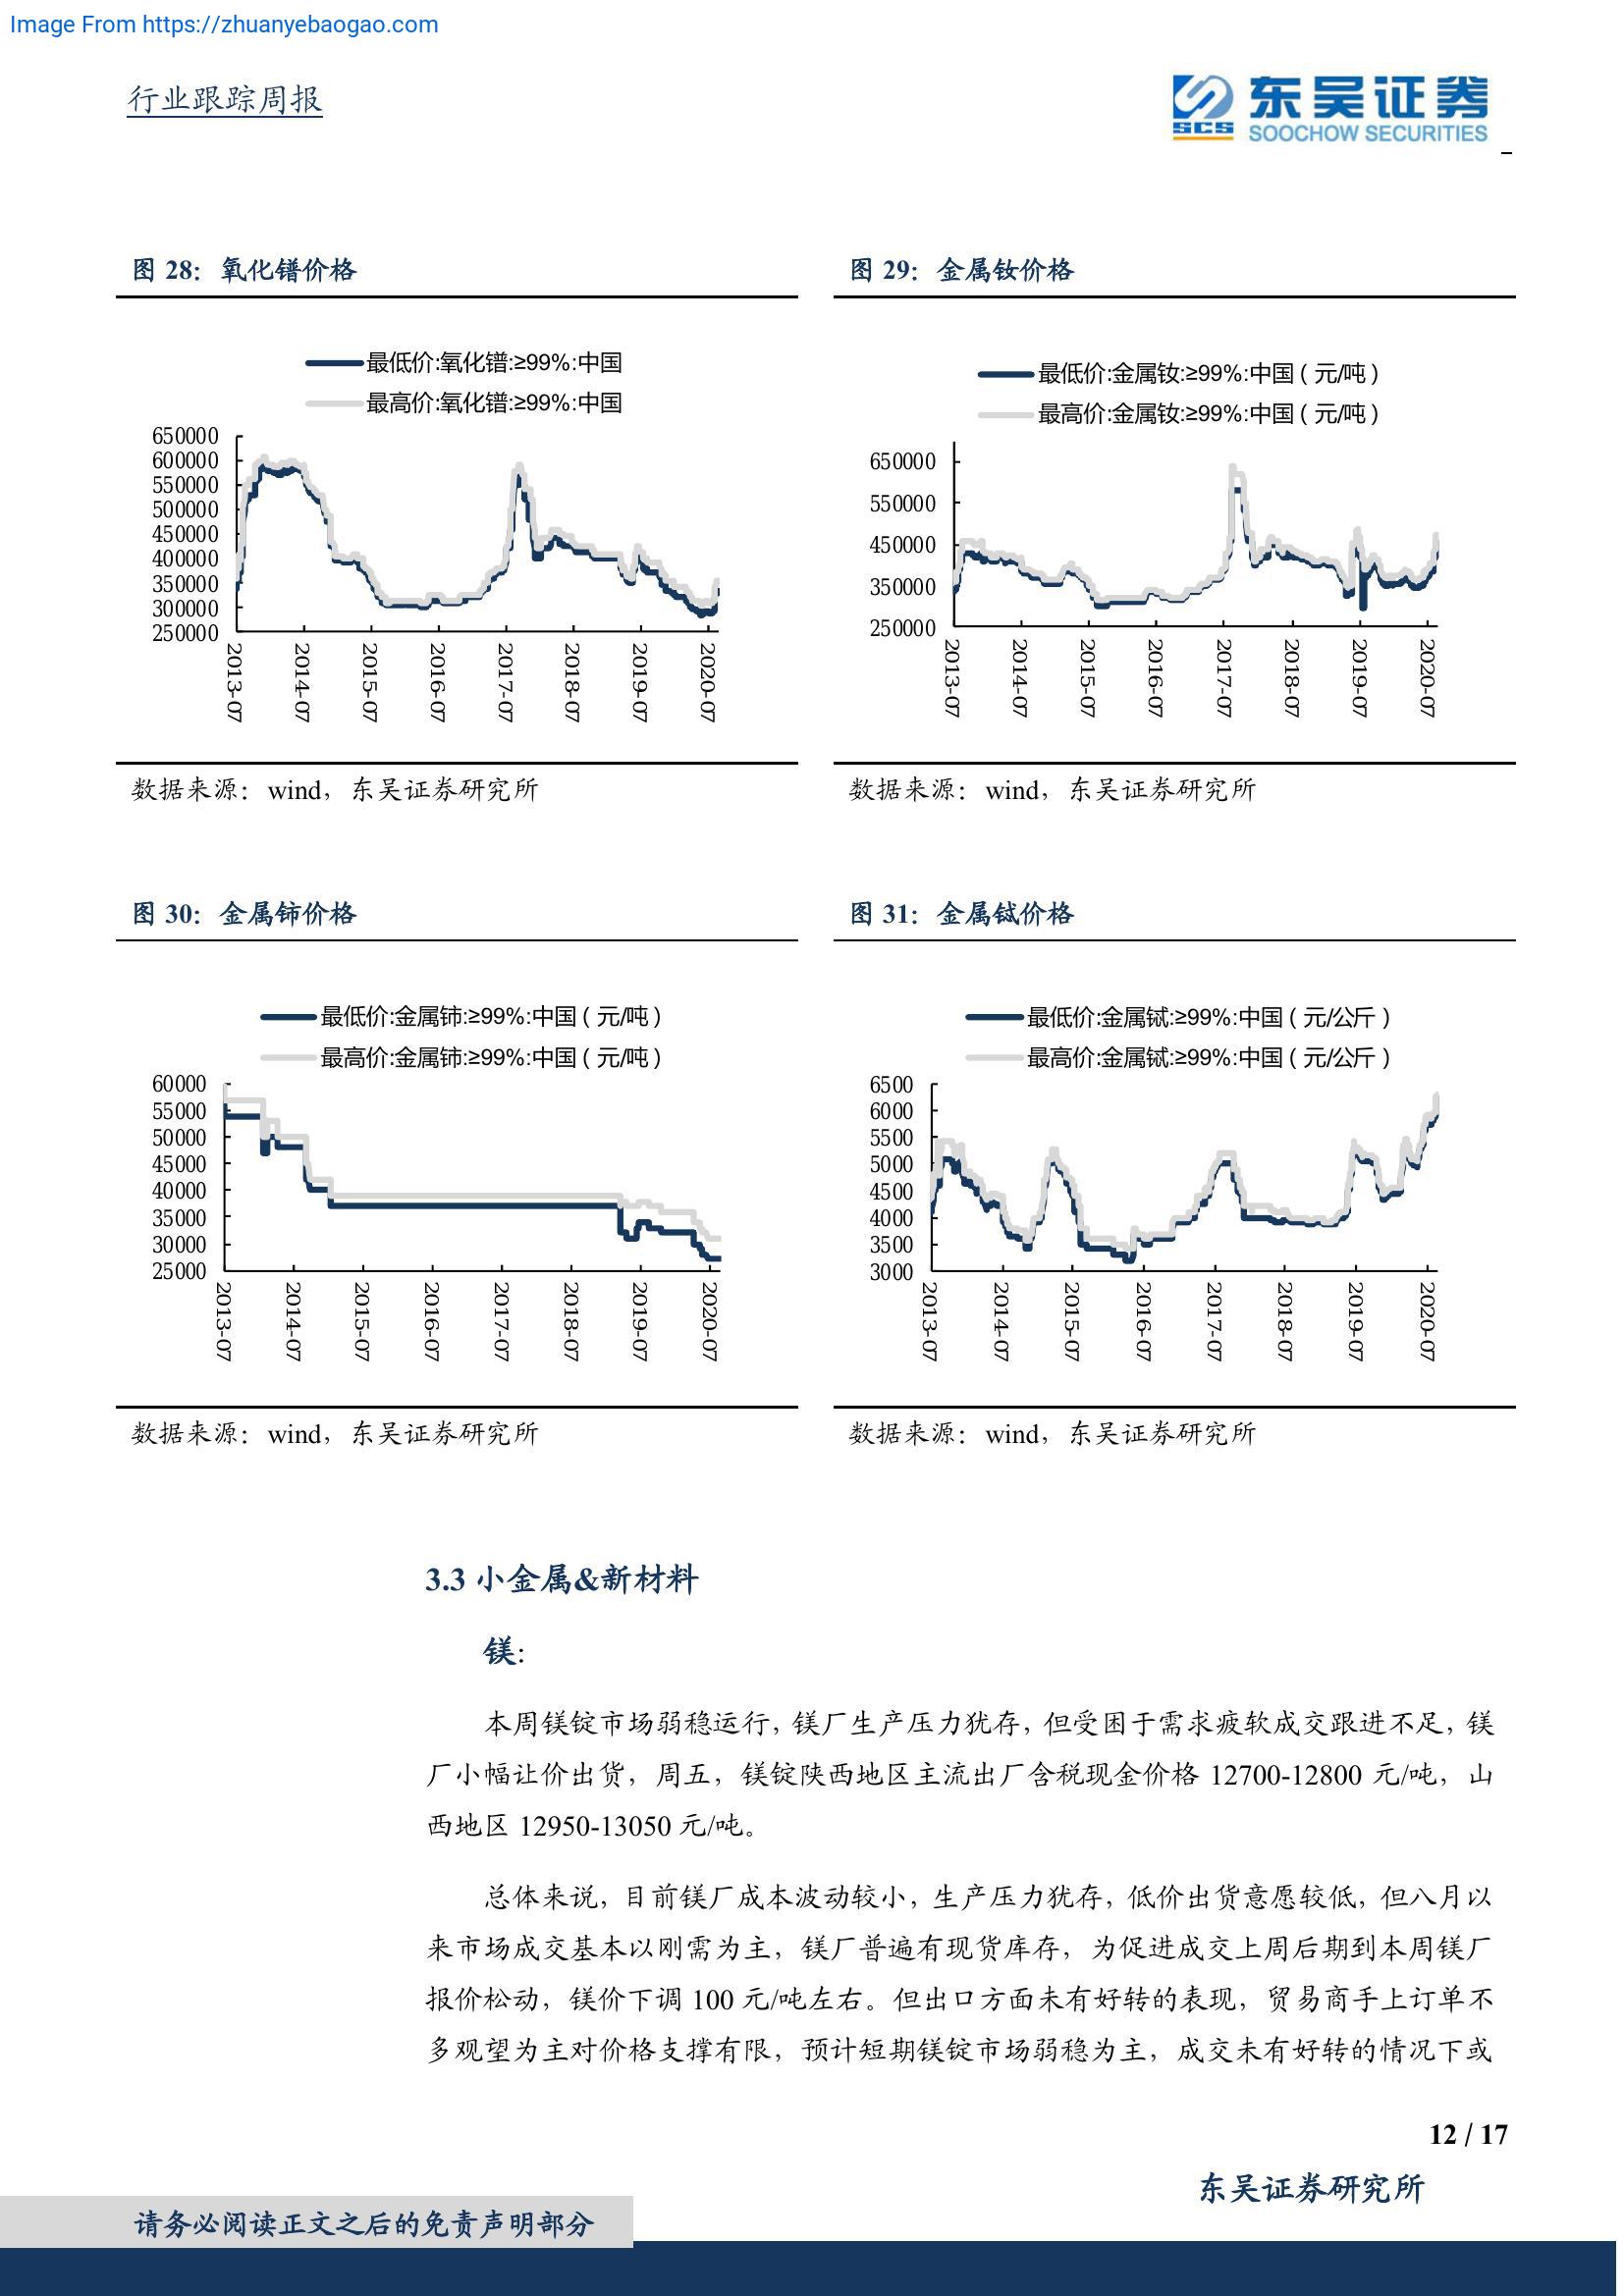 Image From https://zhuanyebaogao.com
行业跟踪周报
SCS 东吴证券
SOOCHOW SECURITIES
图 28：氧化镨价格
最低价:氧化镨:≥99%:中国
最高价:氧化镨:≥99%:中国
650000
600000
550000
500000
450000
400000
350000
300000
250000
2013-07
2014-07
2015-07
2016-07
2017-07
2018-07
2019-07
2020-07
数据来源：wind，东吴证券研究所
图 29：金属钕价格
最低价:金属钕:≥99%:中国（元/吨）
最高价:金属钕:≥99%:中国（元/吨）
650000
550000
450000
350000
250000
2013-07
2014-07
2015-07
2016-07
2017-07
2018-07
2019-07
2020-07
数据来源：wind，东吴证券研究所
图 30：金属铈价格
最低价:金属铈:≥99%:中国（元/吨）
最高价:金属铈:≥99%:中国（元/吨）
60000
55000
50000
45000
40000
35000
30000
25000
2013-07
2014-07
2015-07
2016-07
2017-07
2018-07
2019-07
2020-07
数据来源：wind，东吴证券研究所
图 31：金属铽价格
最低价:金属铽:≥99%:中国（元/公斤）
最高价:金属铽:≥99%:中国（元/公斤）
6500
6000
5500
5000
4500
4000
3500
3000
2013-07
2014-07
2015-07
2016-07
2017-07
2018-07
2019-07
2020-07
数据来源：wind，东吴证券研究所
3.3 小金属&新材料
镁：
本周镁锭市场弱稳运行，镁厂生产压力犹存，但受困于需求疲软成交跟进不足，镁
厂小幅让价出货，周五，镁锭陕西地区主流出厂含税现金价格 12700-12800 元/吨，山
西地区 12950-13050 元/吨。
总体来说，目前镁厂成本波动较小，生产压力犹存，低价出货意愿较低，但八月以
来市场成交基本以刚需为主，镁厂普遍有现货库存，为促进成交上周后期到本周镁厂
报价松动，镁价下调 100 元/吨左右。但出口方面未有好转的表现，贸易商手上订单不
多观望为主对价格支撑有限，预计短期镁锭市场弱稳为主，成交未有好转的情况下或
12 / 17
东吴证券研究所
请务必阅读正文之后的免责声明部分